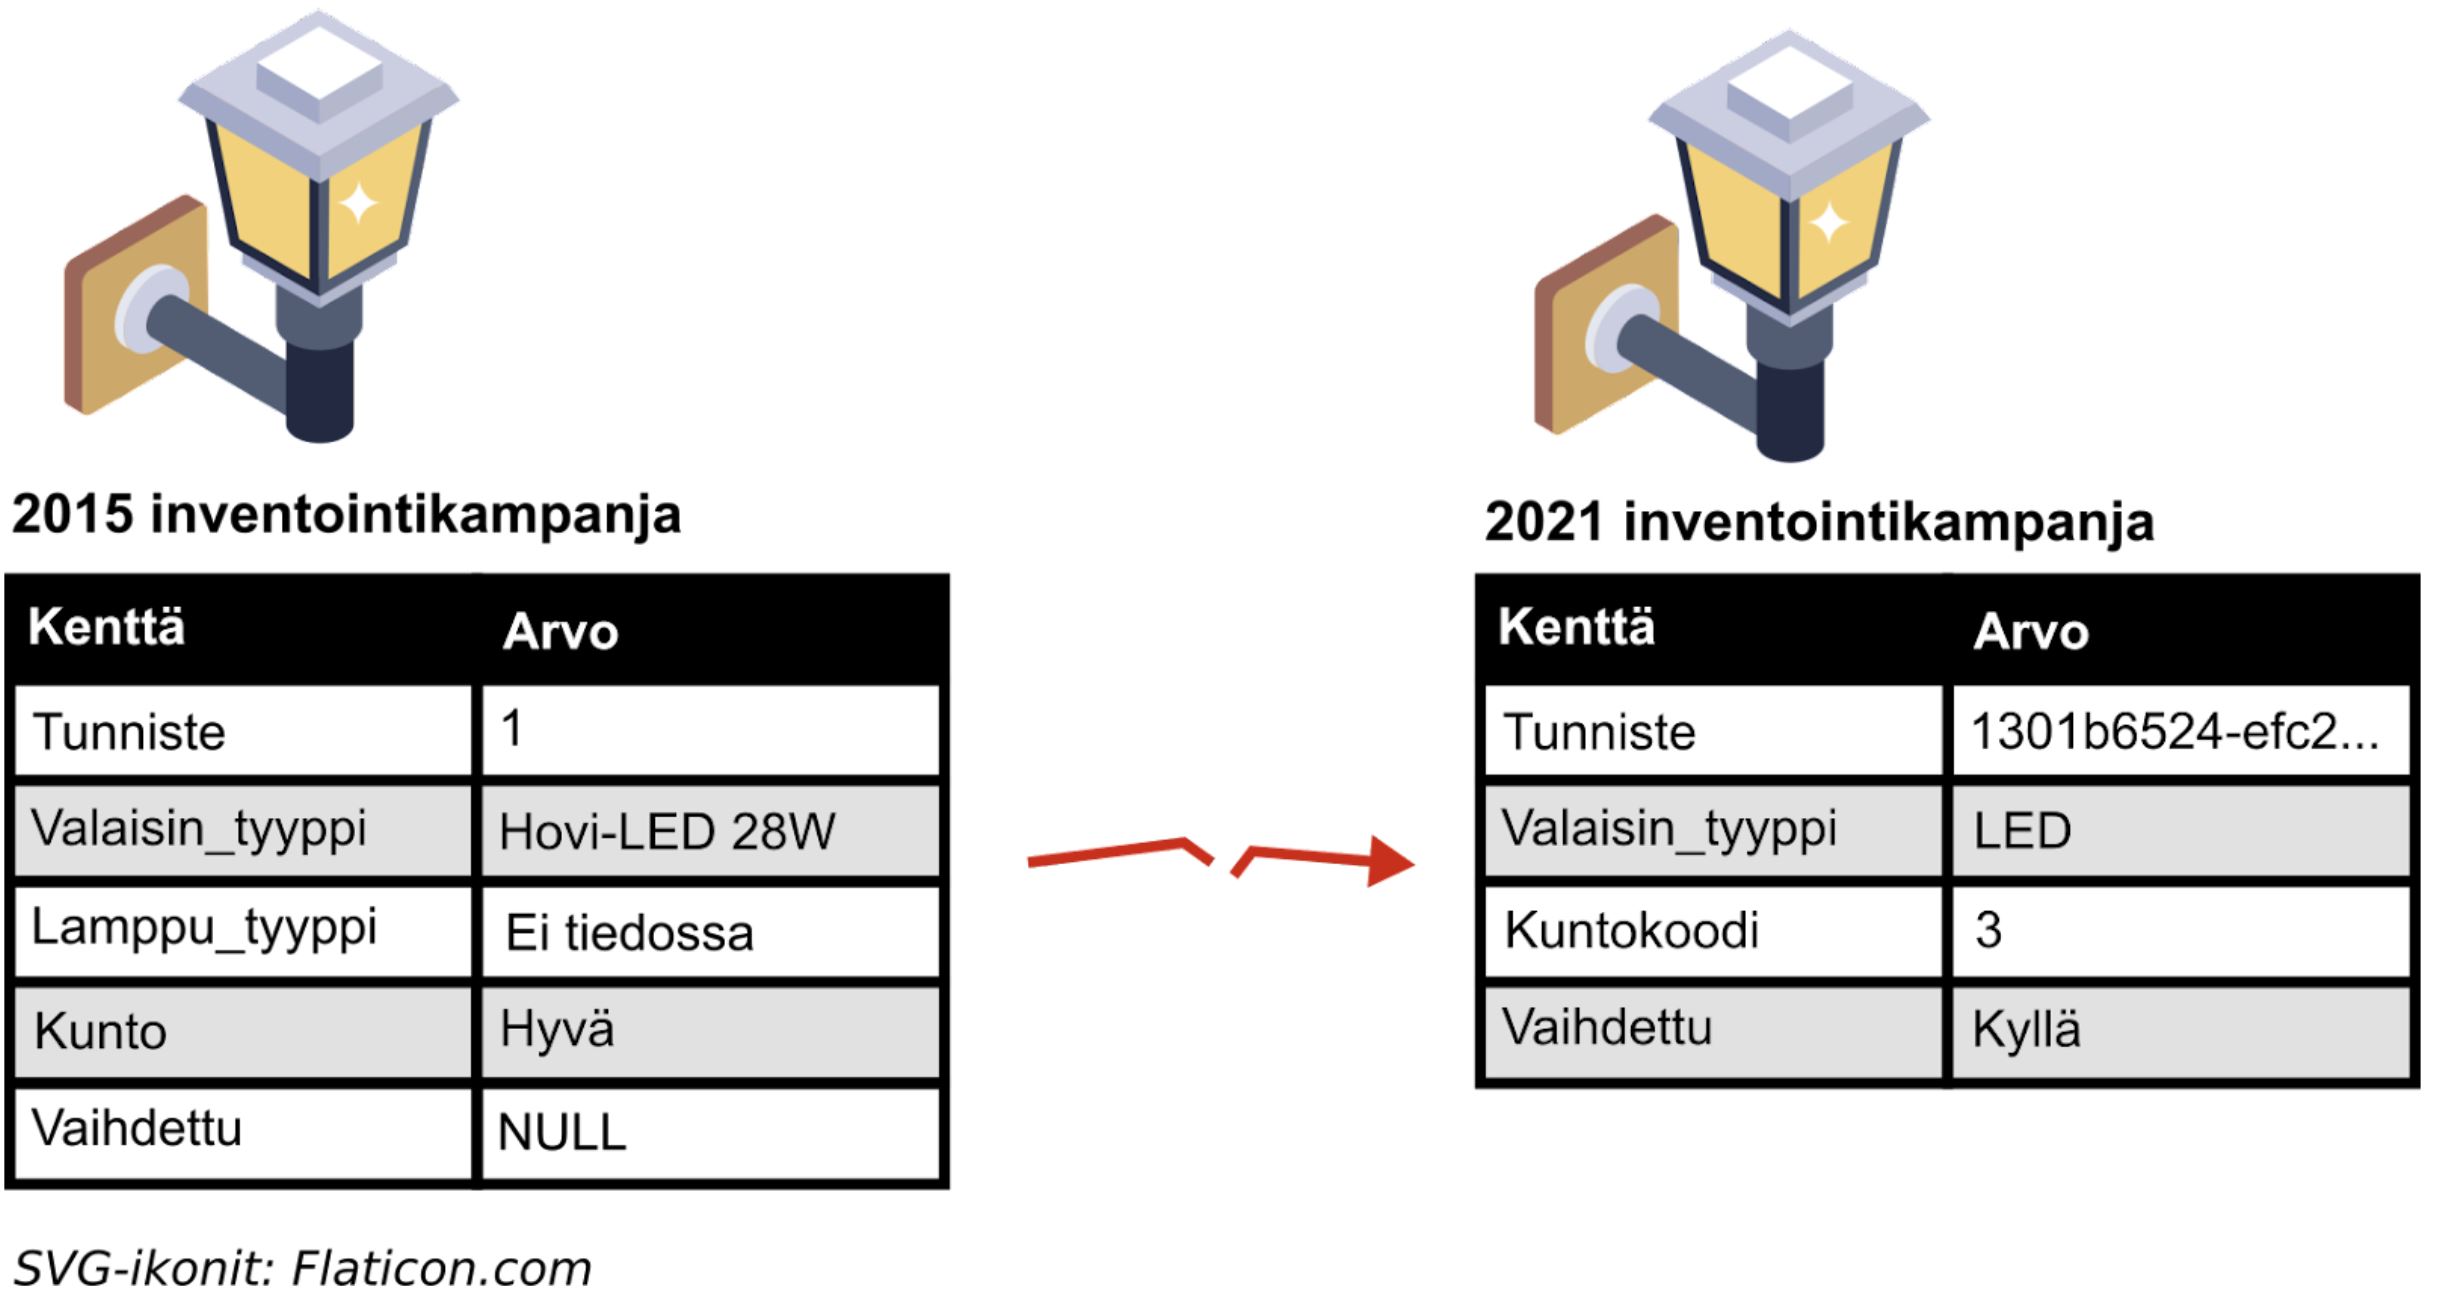 2015 inventointikampanja
Kenttä Arvo
Tunniste 1
Valaisin_tyyppi Hovi-LED 28W
Lamppu_tyyppi Ei tiedossa
Kunto Hyvä
Vaihdettu NULL
2021 inventointikampanja
Kenttä Arvo
Tunniste 1301b6524-efc2...
Valaisin_tyyppi LED
Kuntokoodi 3
Vaihdettu Kyllä
SVG-ikonit: Flaticon.com